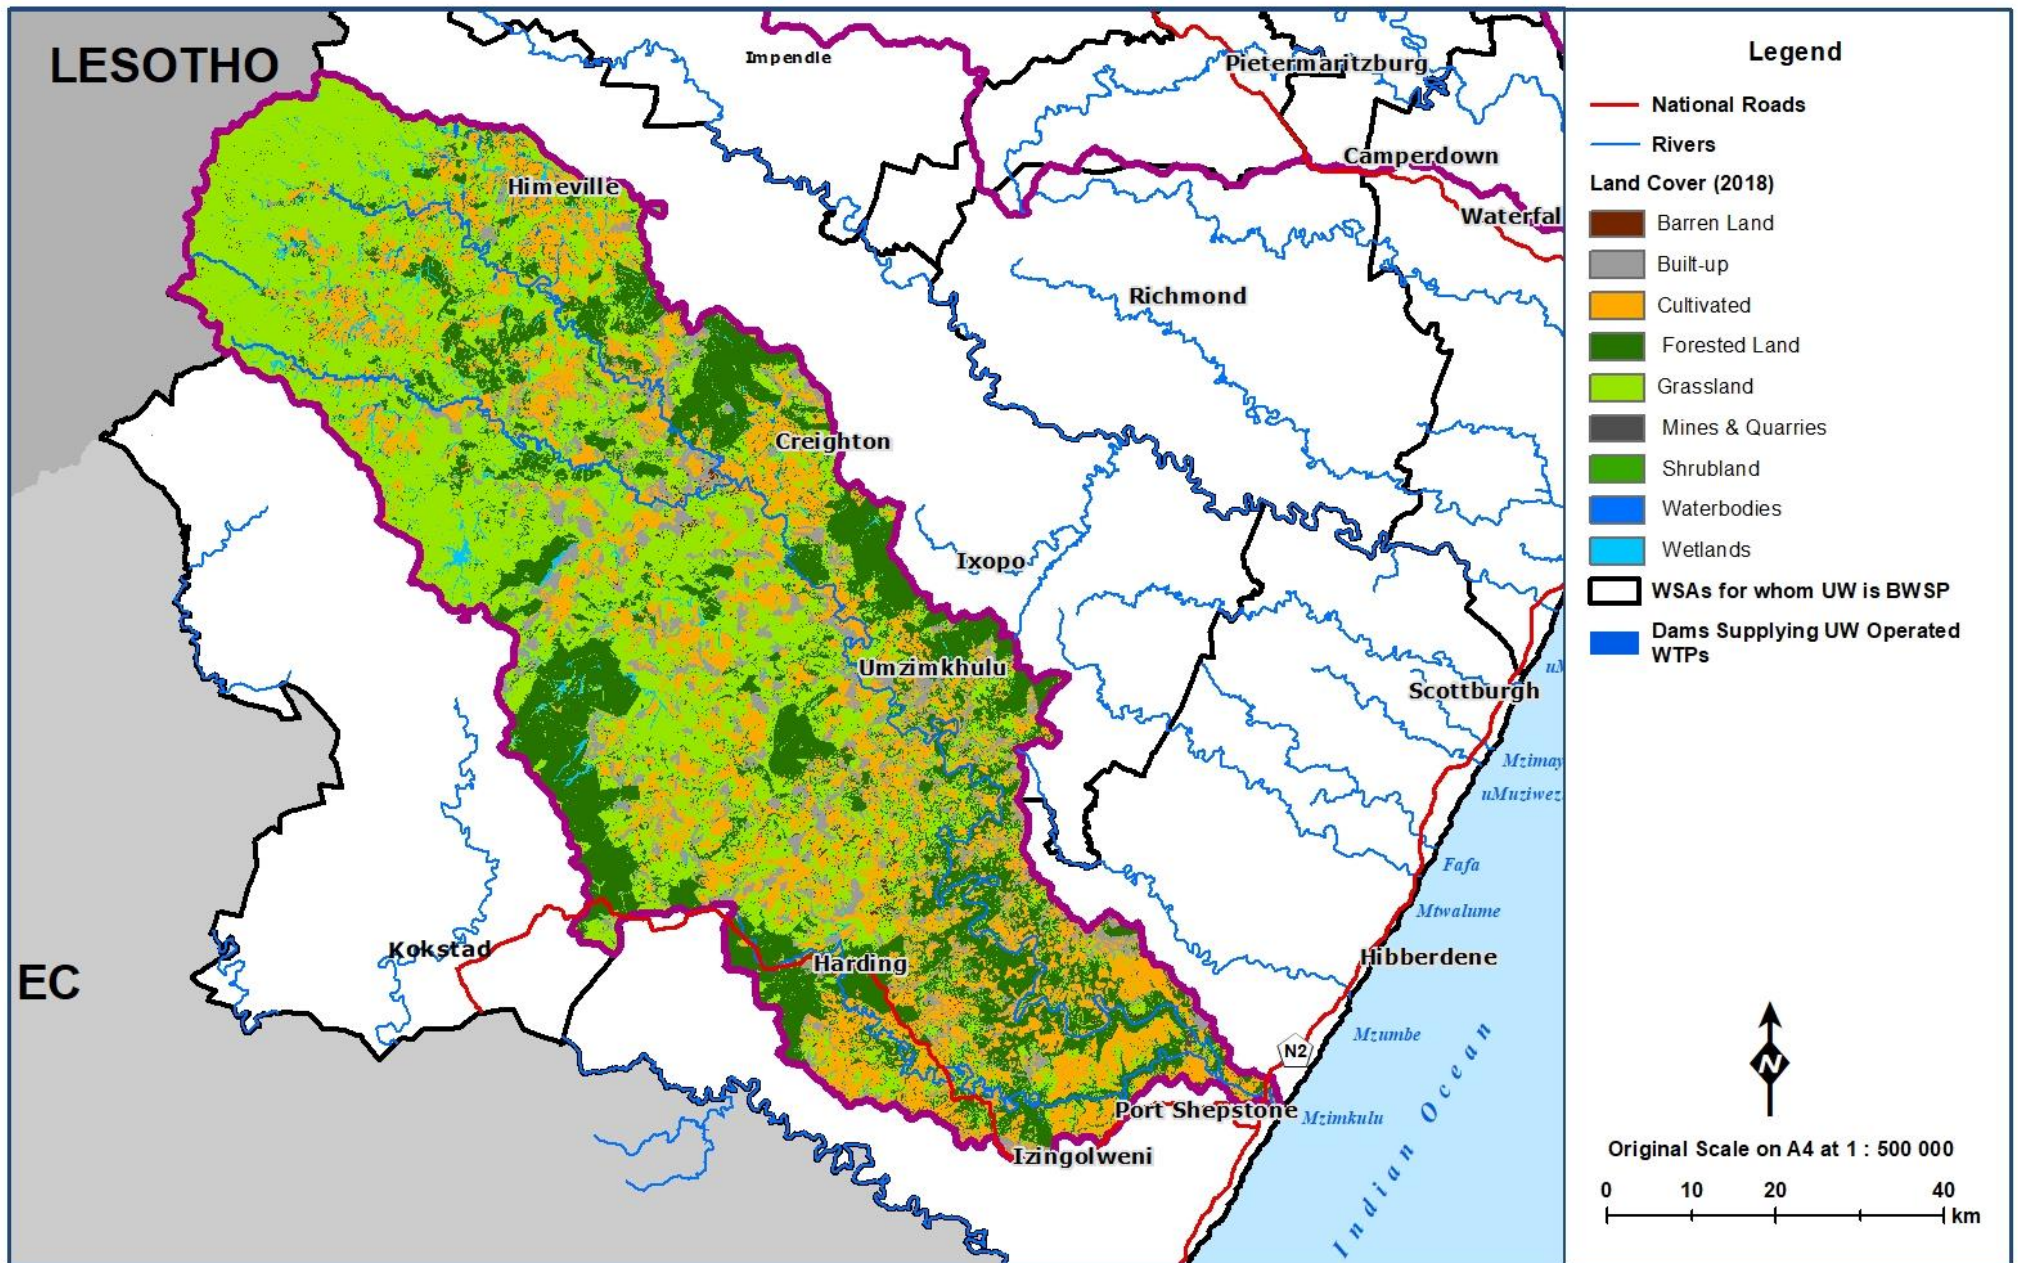 LESOTHO
Impendle
Pietermaritzburg
Camperdown
Waterfal
Himeville
Richmond
Creighton
Ixopo
Umzimkhulu
uM
Scottburgh
Mzimay
uMuziwez
Fafa
Mtwalume
Kokstad
Harding
Hibberdene
EC
Mzumbe
N2
Port Shepstone
Mzimkulu
Izingolweni
Indian Ocean
Legend
National Roads
Rivers
Land Cover (2018)
Barren Land
Built-up
Cultivated
Forested Land
Grassland
Mines & Quarries
Shrubland
Waterbodies
Wetlands
WSAs for whom UW is BWSP
Dams Supplying UW Operated
WTPs
N
Original Scale on A4 at 1 : 500 000
0 10 20 40
km